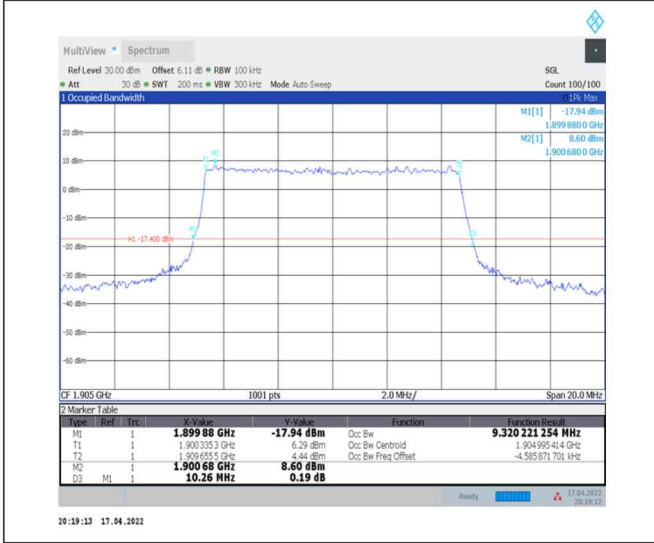 MultiView Spectrum
Ref Level 30.00 dBm Offset 6.11 dB RBW 100 kHz SGL
Att 30 dB SWT 200 ms VBW 300 kHz Mode Auto Sweep Count 100/100
1 Occupied Bandwidth 1Pk Max
M1[1] -17.94 dBm
1.899 880 0 GHz
M2[1] 8.60 dBm
1.900 680 0 GHz
20 dBm
10 dBm
0 dBm
-10 dBm
H1 -17.400 dBm
-20 dBm
-30 dBm
-40 dBm
-50 dBm
-60 dBm
CF 1.905 GHz 1001 pts 2.0 MHz/ Span 20.0 MHz
2 Marker Table
Type Ref Trc X-Value Y-Value Function Function Result
M1 1 1.899 88 GHz -17.94 dBm Occ Bw 9.320 221 254 MHz
T1 1 1.900 335 3 GHz 6.29 dBm Occ Bw Centroid 1.904 995 414 GHz
T2 1 1.909 655 5 GHz 4.44 dBm Occ Bw Freq Offset -4.585 871 701 kHz
M2 1 1.900 68 GHz 8.60 dBm
D3 M1 1 10.26 MHz 0.19 dB
Ready 17.04.2022
20:19:12
20:19:13 17.04.2022